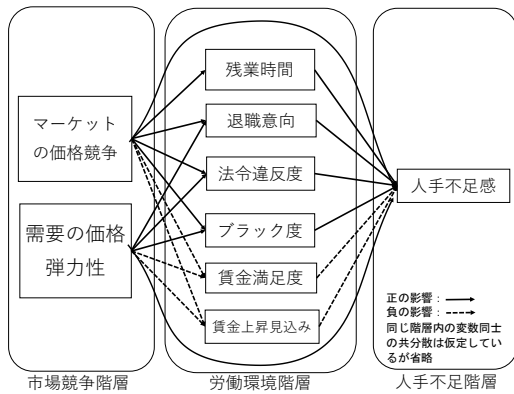 マーケット
の価格競争
需要の価格
弾力性
残業時間
退職意向
法令違反度
ブラック度
賃金満足度
賃金上昇見込み
人手不足感
正の影響：
負の影響：
同じ階層内の変数同士
の共分散は仮定してい
るが省略
市場競争階層
労働環境階層
人手不足階層